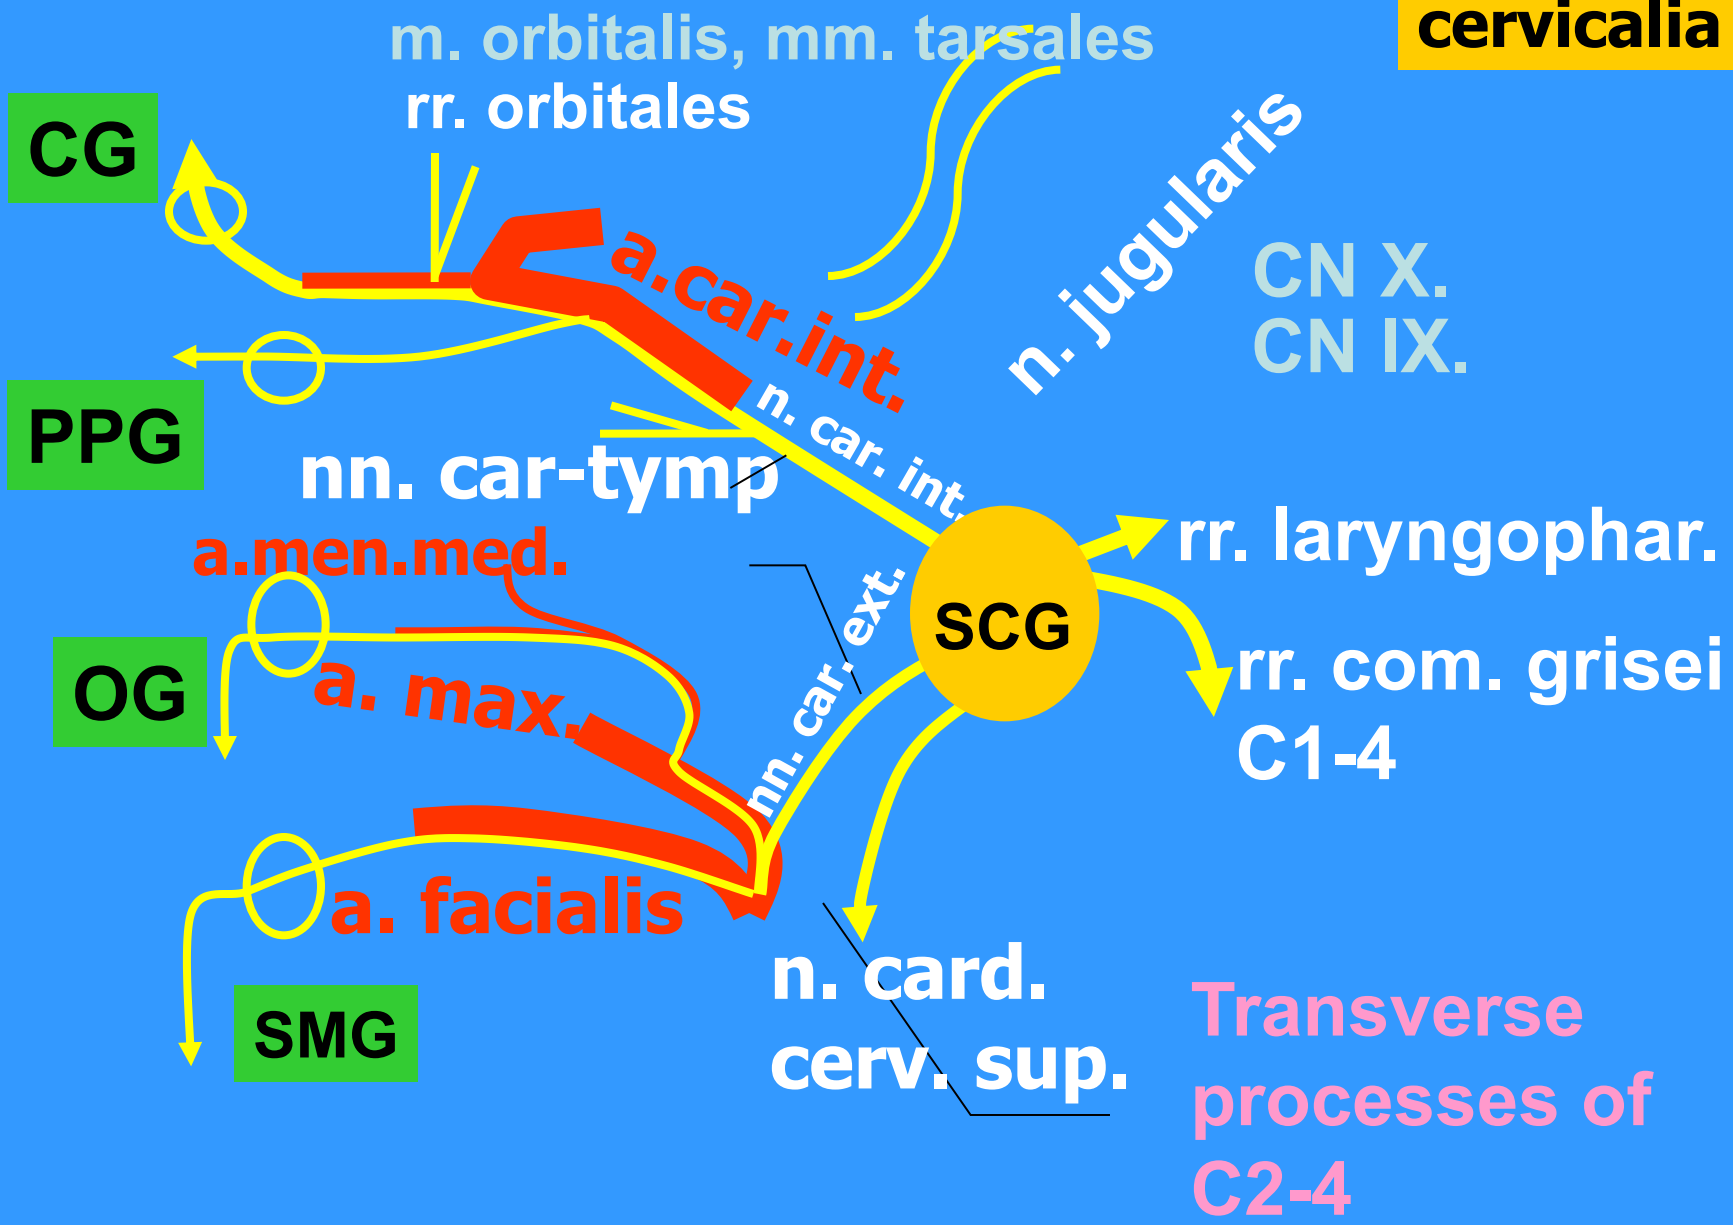 cervicalia
m. orbitalis, mm. tarsales
rr. orbitales
CG
n. jugularis
a.car.int.
CN X.
CN IX.
PPG
n. car. int.
nn. car-tymp
a.men.med.
rr. laryngophar.
nn. car. ext.
SCG
OG
a. max.
rr. com. grisei
C1-4
a. facialis
n. card.
cerv. sup.
SMG
Transverse
processes of
C2-4